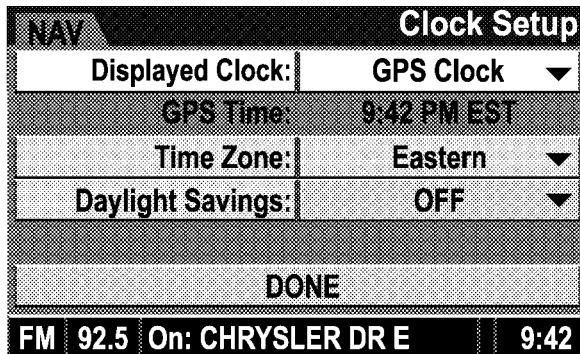 NAV Clock Setup
Displayed Clock: GPS Clock
GPS Time: 9:42 PM EST
Time Zone: Eastern
Daylight Savings: OFF
DONE
FM 92.5 On: CHRYSLER DR E 9:42